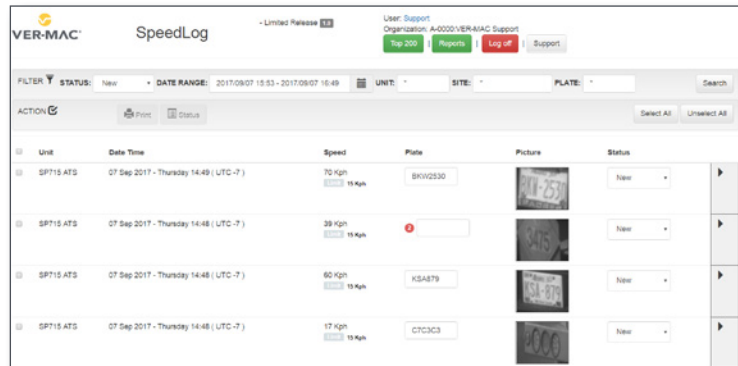 VER-MAC
SpeedLog
- Limited Release 1.0
User: Support
Organization: A-0000:VER-MAC Support
Top 200 | Reports | Log off | Support
FILTER STATUS: New DATE RANGE: 2017/09/07 15:53 - 2017/09/07 16:49 UNIT: * SITE: * PLATE: * Search
ACTION Print Status Select All Unselect All
Unit Date Time Speed Plate Picture Status
SP715 ATS 07 Sep 2017 - Thursday 14:49 ( UTC -7 ) 70 Kph BKW2530 BKW-2530 New
15 Kph
SP715 ATS 07 Sep 2017 - Thursday 14:48 ( UTC -7 ) 39 Kph 2 3475 New
15 Kph
SP715 ATS 07 Sep 2017 - Thursday 14:48 ( UTC -7 ) 60 Kph KSA879 KSA-879 New
15 Kph
SP715 ATS 07 Sep 2017 - Thursday 14:48 ( UTC -7 ) 17 Kph C7C3C3 New
15 Kph